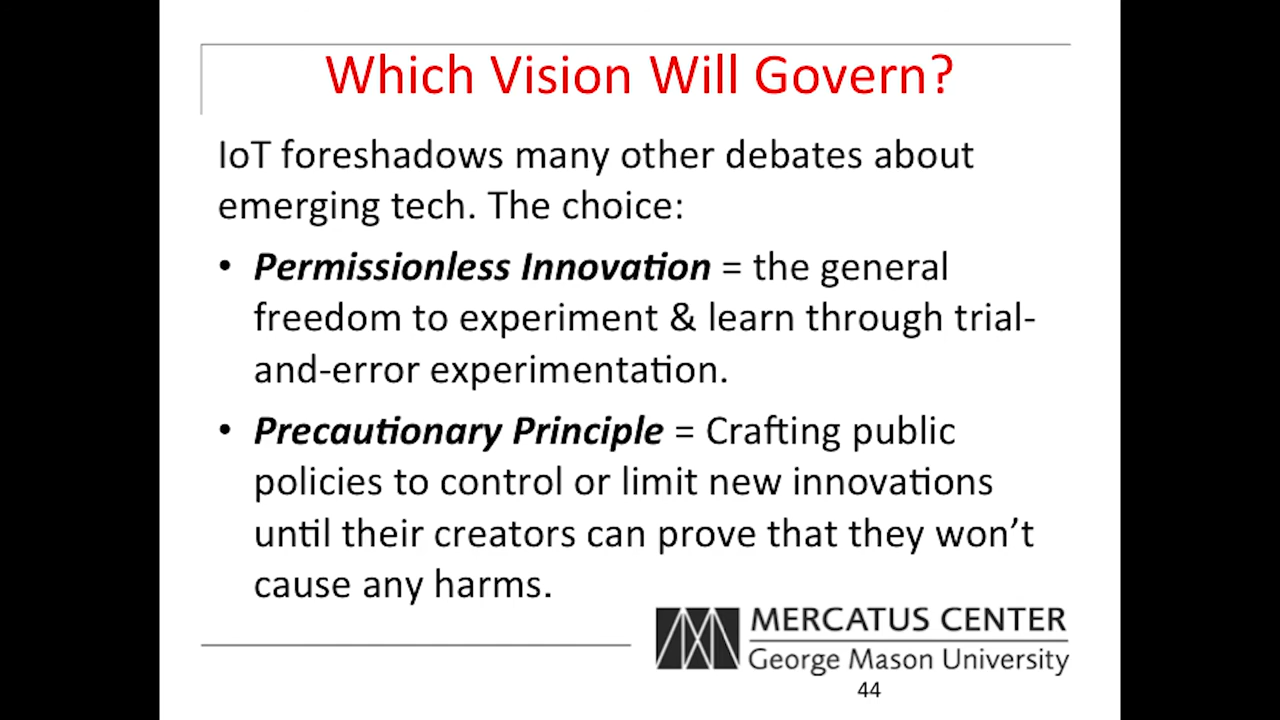 Which Vision Will Govern?
IoT foreshadows many other debates about
emerging tech. The choice:
• Permissionless Innovation = the general
freedom to experiment & learn through trial-
and-error experimentation.
• Precautionary Principle = Crafting public
policies to control or limit new innovations
until their creators can prove that they won’t
cause any harms.
MERCATUS CENTER
George Mason University
44